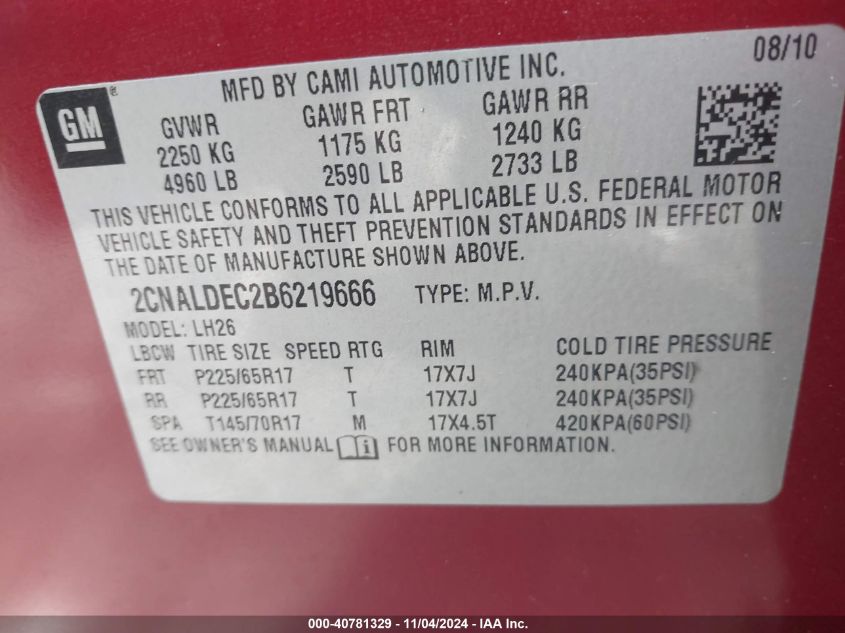 08/10
MFD BY CAMI AUTOMOTIVE INC.
GM®
GVWR GAWR FRT GAWR RR
2250 KG 1175 KG 1240 KG
4960 LB 2590 LB 2733 LB
THIS VEHICLE CONFORMS TO ALL APPLICABLE U.S. FEDERAL MOTOR
VEHICLE SAFETY AND THEFT PREVENTION STANDARDS IN EFFECT ON
THE DATE OF MANUFACTURE SHOWN ABOVE.
2CNALDEC2B6219666 TYPE: M.P.V.
MODEL: LH26
LBCW TIRE SIZE SPEED RTG RIM COLD TIRE PRESSURE
FRT P225/65R17 T 17X7J 240KPA(35PSI)
RR P225/65R17 T 17X7J 240KPA(35PSI)
SPA T145/70R17 M 17X4.5T 420KPA(60PSI)
SEE OWNER'S MANUAL i FOR MORE INFORMATION.
000-40781329 - 11/04/2024 - IAA Inc.